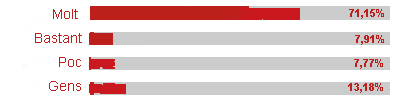 Molt 71,15%
Bastant 7,91%
Poc 7,77%
Gens 13,18%